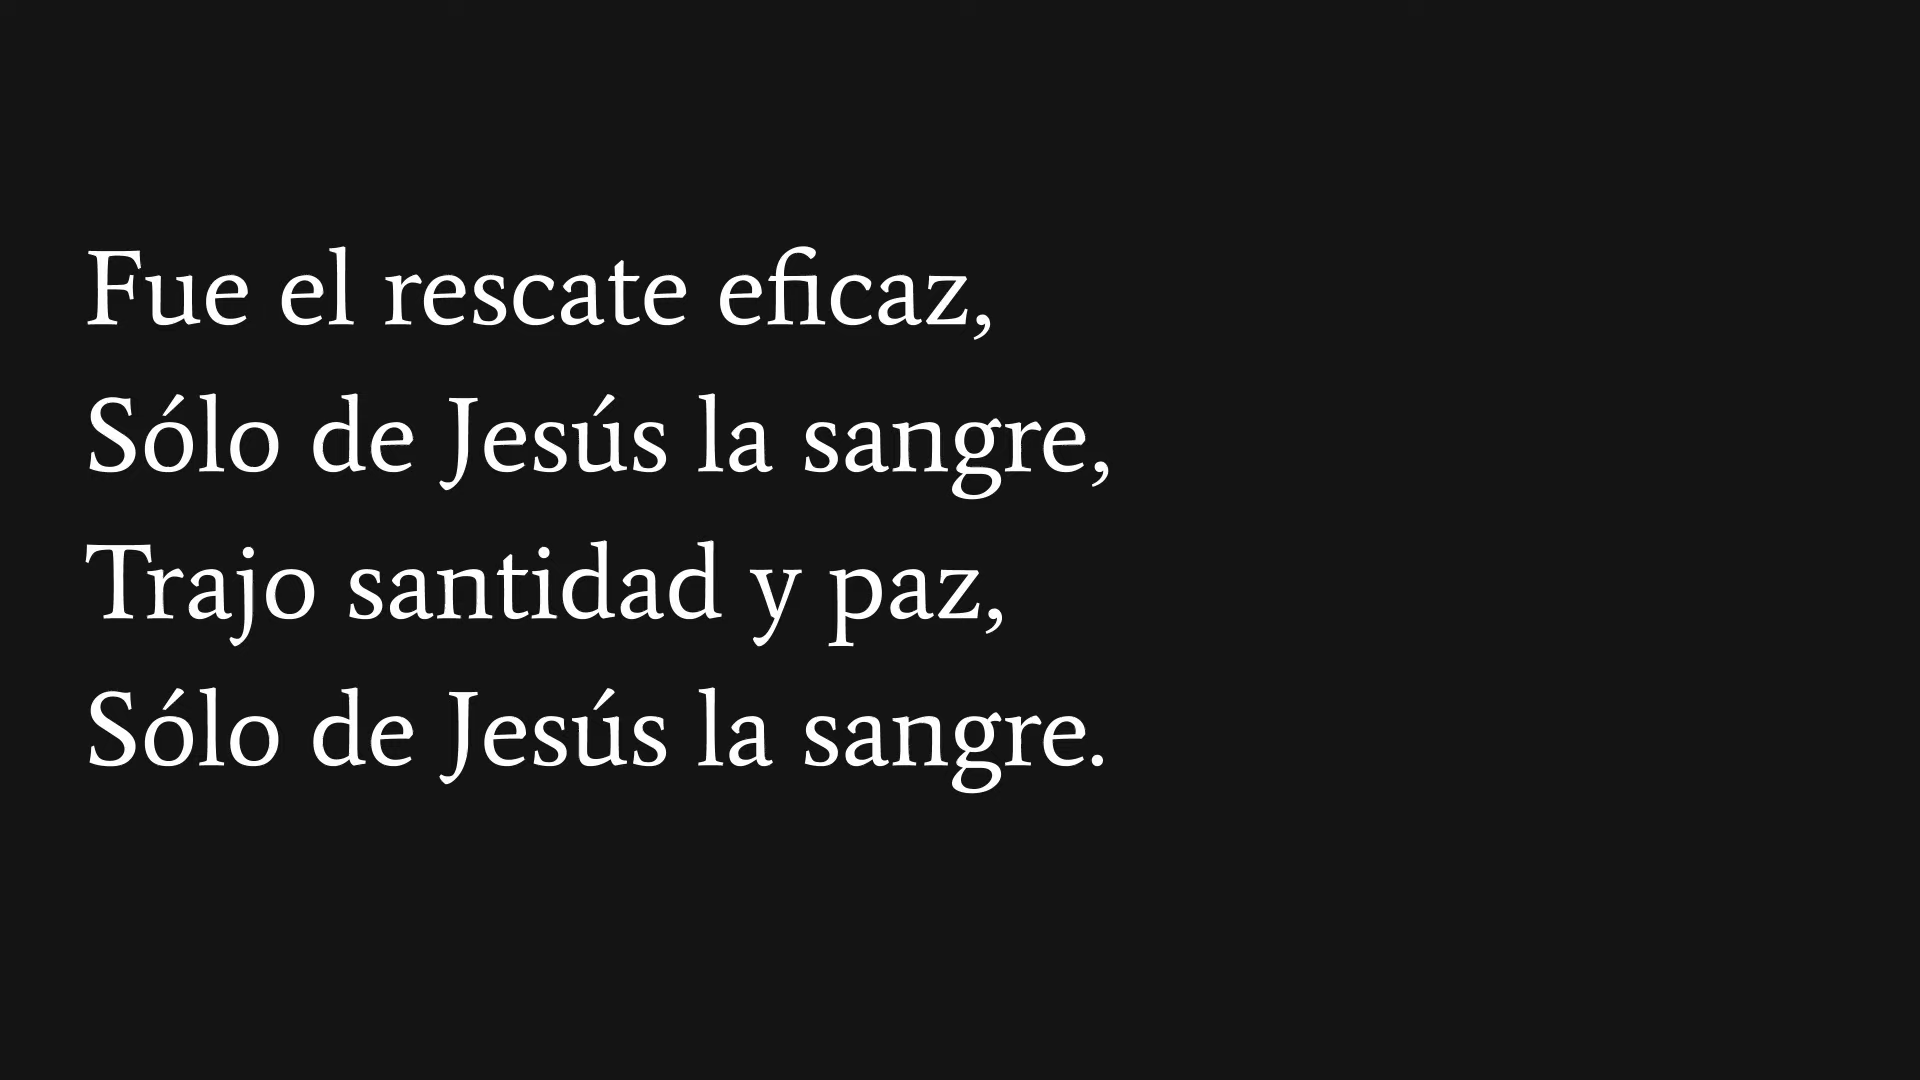 Fue el rescate eficaz,
Sólo de Jesús la sangre,
Trajo santidad y paz,
Sólo de Jesús la sangre.